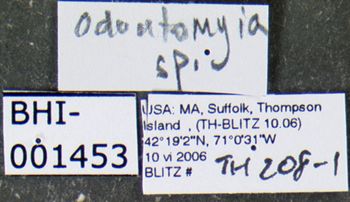 odontomyia
sp.
BHI-
001453
USA: MA, Suffolk, Thompson
Island , (TH-BLITZ 10.06)
42°19'2"N, 71°0'31"W
10 vi 2006
BLITZ # TH 208-1